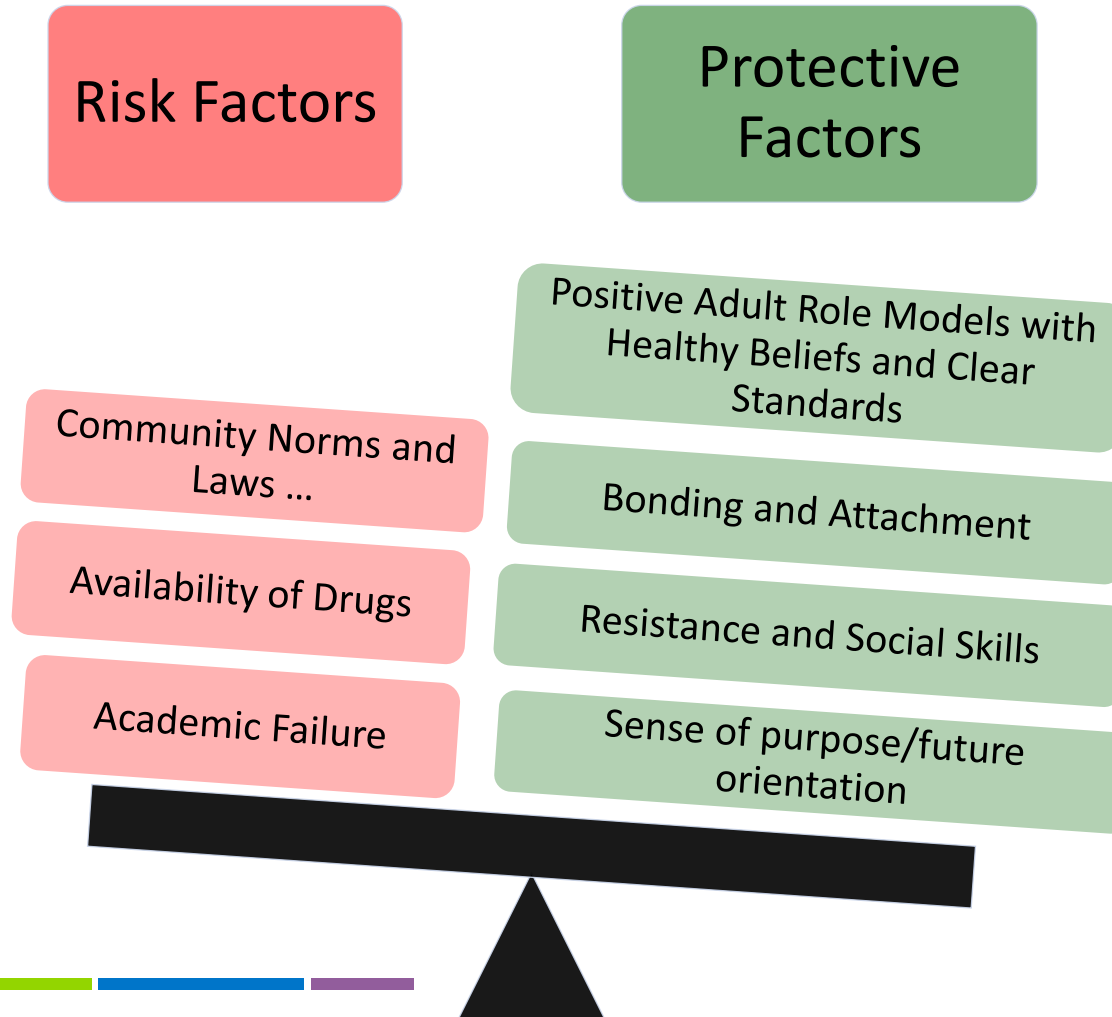 Risk Factors
Protective
Factors
Community Norms and
Laws ...
Availability of Drugs
Academic Failure
Positive Adult Role Models with
Healthy Beliefs and Clear
Standards
Bonding and Attachment
Resistance and Social Skills
Sense of purpose/future
orientation